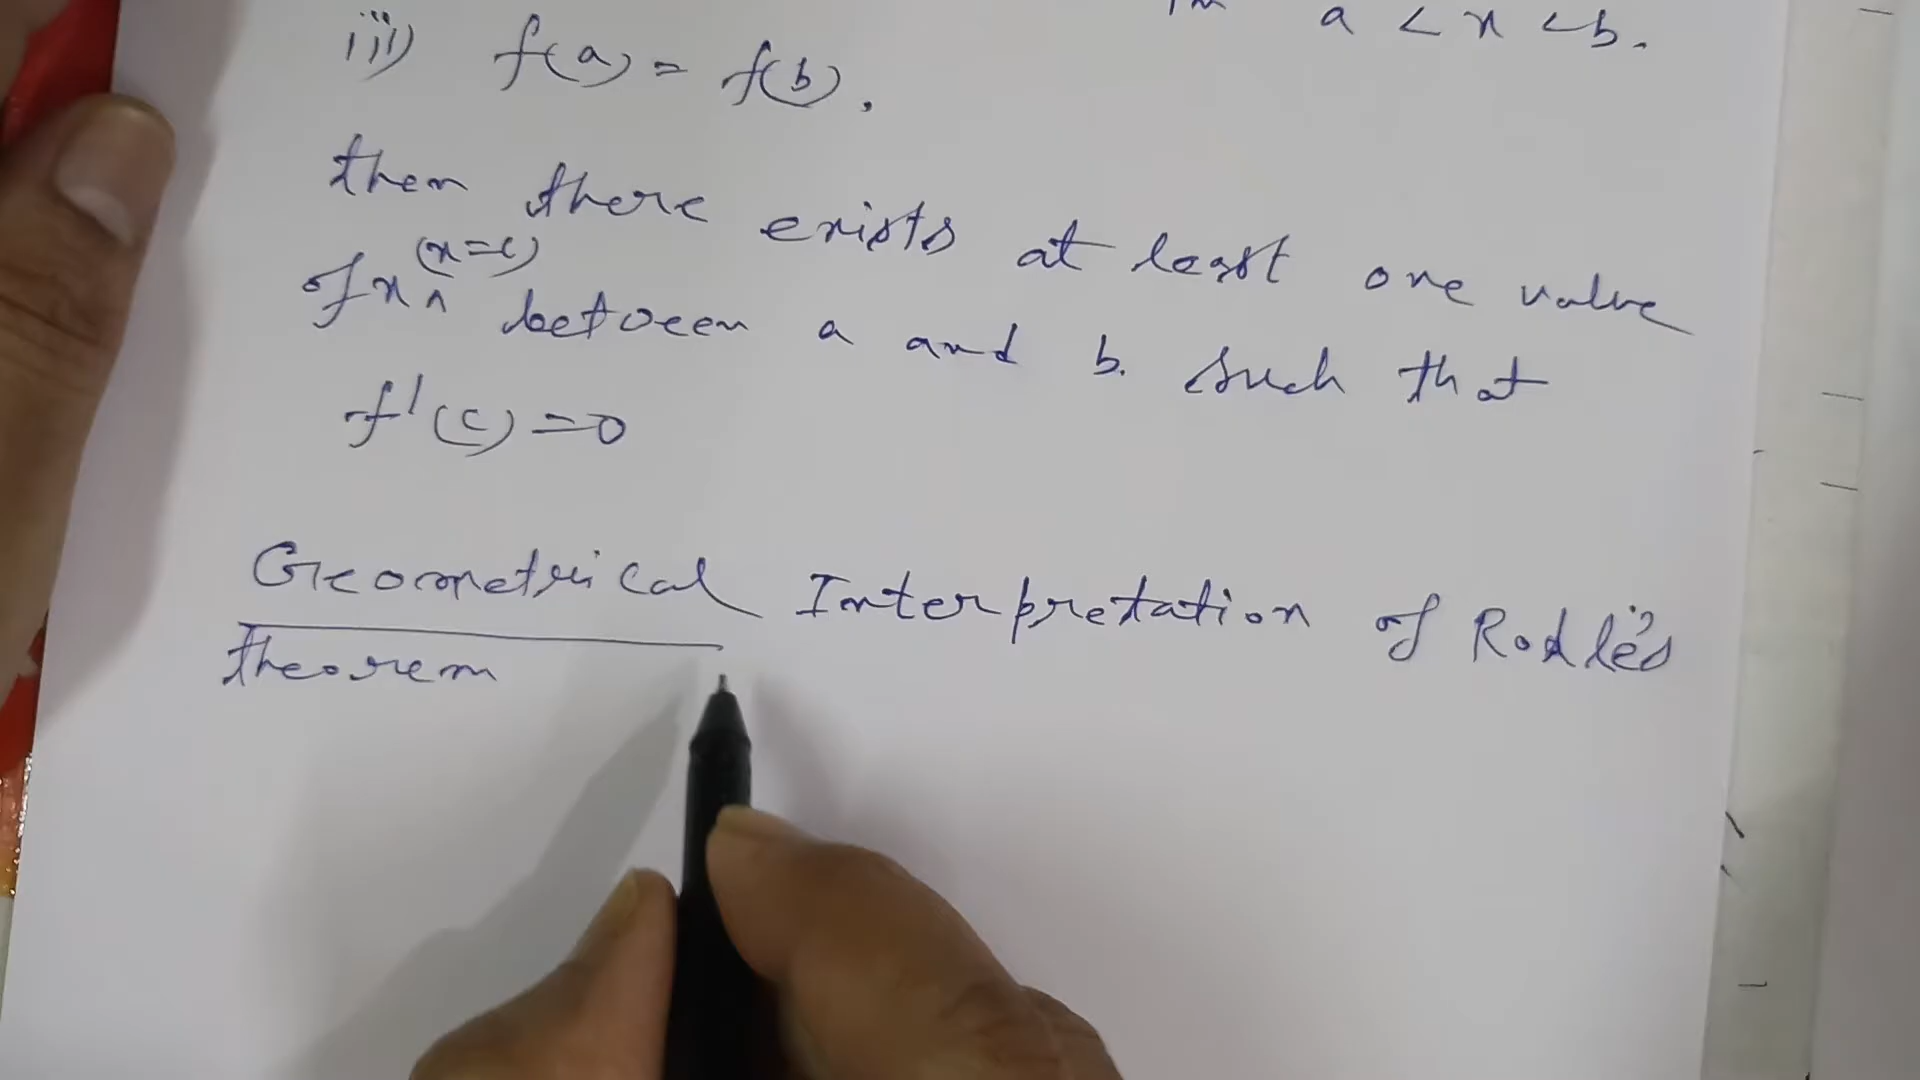 in a < x < b.
iii) f(a) = f(b).
then there exists at least one value
of x ^ (x=c) between a and b. such that
f'(c) = 0
Geometrical Interpretation of Rolle's
theorem